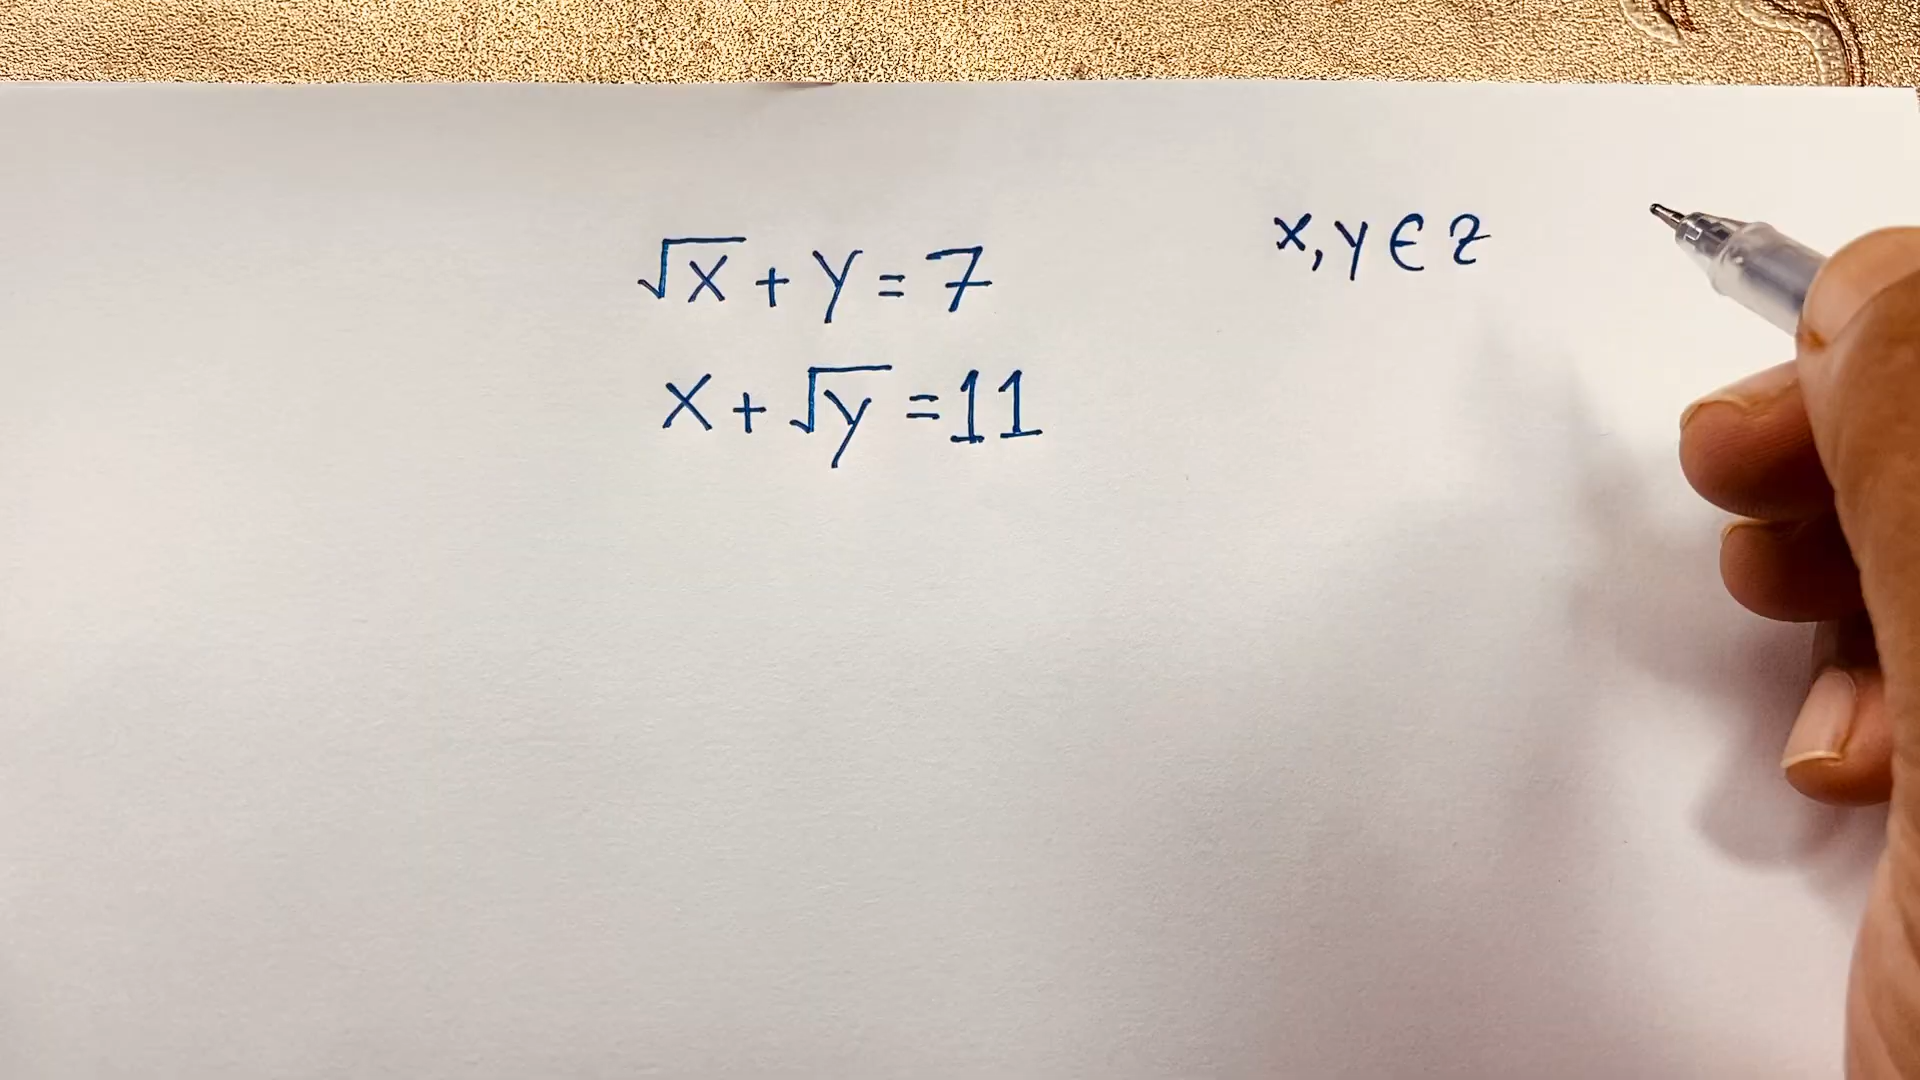 √x + y = 7
x, y ∈ z
x + √y = 11